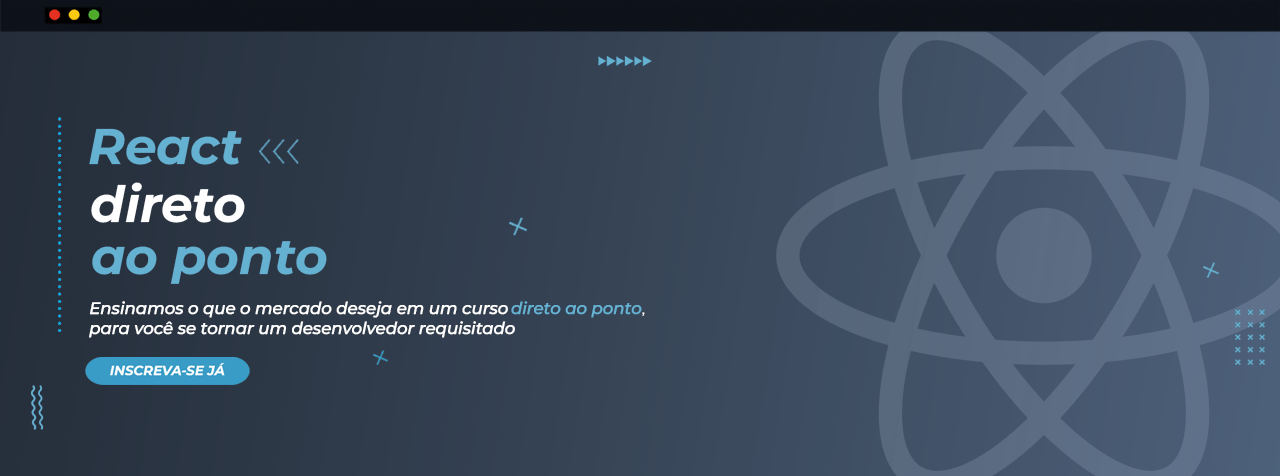 React
direto
ao ponto
Ensinamos o que o mercado deseja em um curso direto ao ponto,
para você se tornar um desenvolvedor requisitado
INSCREVA-SE JÁ